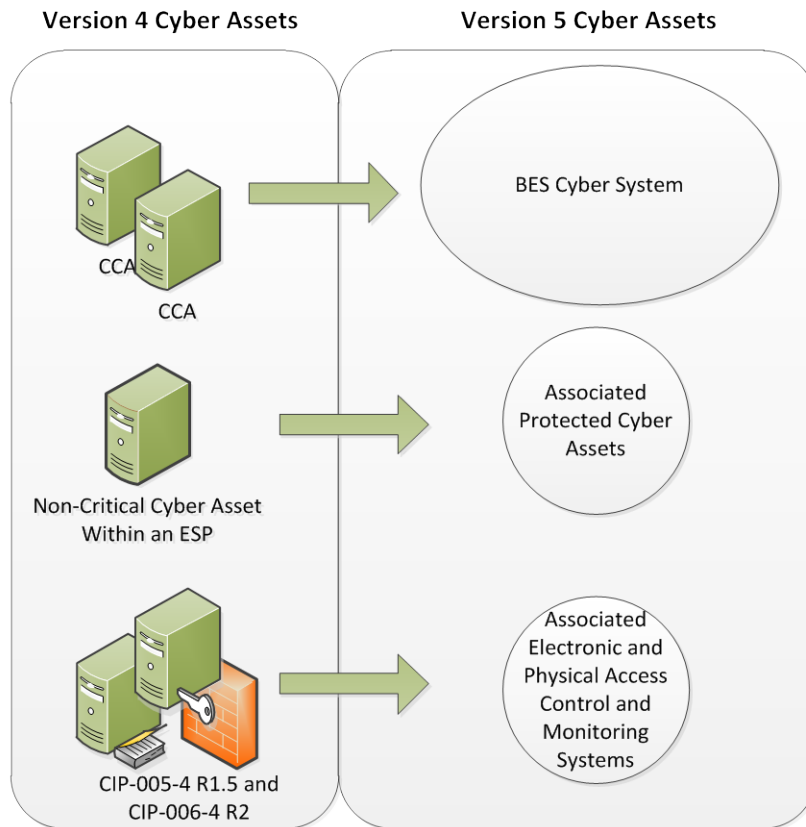 Version 4 Cyber Assets
Version 5 Cyber Assets
CCA
CCA
BES Cyber System
Non-Critical Cyber Asset
Within an ESP
Associated
Protected Cyber
Assets
CIP-005-4 R1.5 and
CIP-006-4 R2
Associated
Electronic and
Physical Access
Control and
Monitoring
Systems